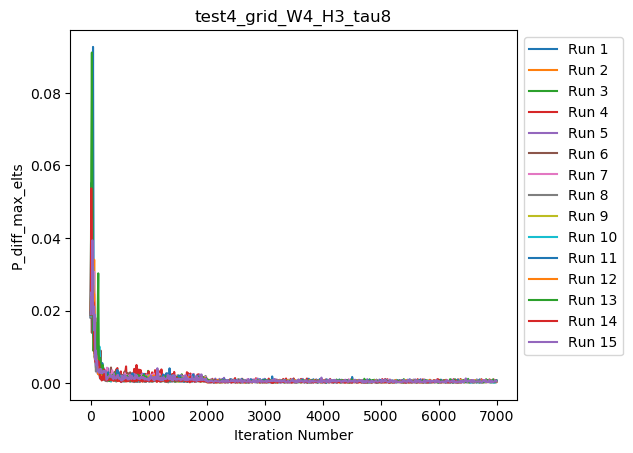 test4_grid_W4_H3_tau8
P_diff_max_elts
0.08
0.06
0.04
0.02
0.00
0 1000 2000 3000 4000 5000 6000 7000
Iteration Number
Run 1
Run 2
Run 3
Run 4
Run 5
Run 6
Run 7
Run 8
Run 9
Run 10
Run 11
Run 12
Run 13
Run 14
Run 15